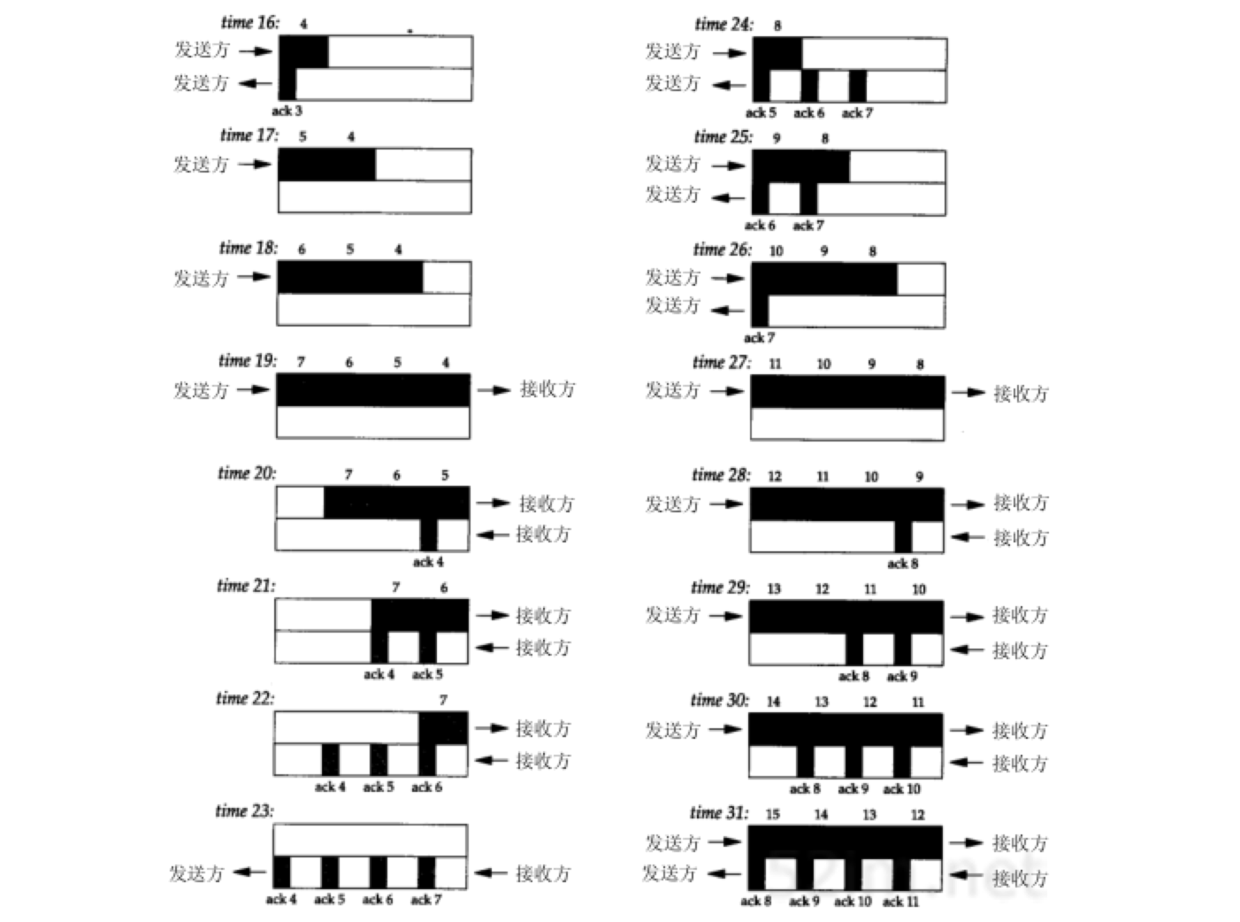 time 16: 4
发送方
发送方
ack 3
time 17: 5 4
发送方
time 18: 6 5 4
发送方
time 19: 7 6 5 4
发送方 接收方
time 20: 7 6 5
接收方
接收方
ack 4
time 21: 7 6
接收方
接收方
ack 4 ack 5
time 22: 7
接收方
接收方
ack 4 ack 5 ack 6
time 23:
发送方 接收方
ack 4 ack 5 ack 6 ack 7
time 24: 8
发送方
发送方
ack 5 ack 6 ack 7
time 25: 9 8
发送方
发送方
ack 6 ack 7
time 26: 10 9 8
发送方
发送方
ack 7
time 27: 11 10 9 8
发送方 接收方
time 28: 12 11 10 9
发送方 接收方
接收方
ack 8
time 29: 13 12 11 10
发送方 接收方
接收方
ack 8 ack 9
time 30: 14 13 12 11
发送方 接收方
接收方
ack 8 ack 9 ack 10
time 31: 15 14 13 12
发送方 接收方
发送方 接收方
ack 8 ack 9 ack 10 ack 11